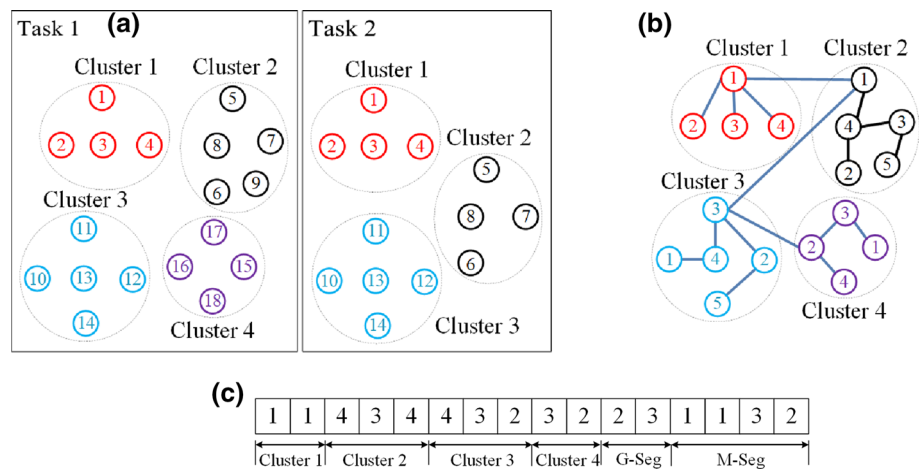 (a)
Task 1
Cluster 1
1
2 3 4
Cluster 2
5
8 7
6 9
Cluster 3
11
10 13 12
14
17
16 15
18
Cluster 4
Task 2
Cluster 1
1
2 3 4
Cluster 2
5
8 7
6
11
10 13 12
14
Cluster 3
(b)
Cluster 1
1
2 3 4
Cluster 2
1
4 3
2 5
Cluster 3
3
1 4 2
5
3
2 1
4
Cluster 4
(c)
1 1 4 3 4 4 3 2 3 2 2 3 1 1 3 2
Cluster 1 Cluster 2 Cluster 3 Cluster 4 G-Seg M-Seg